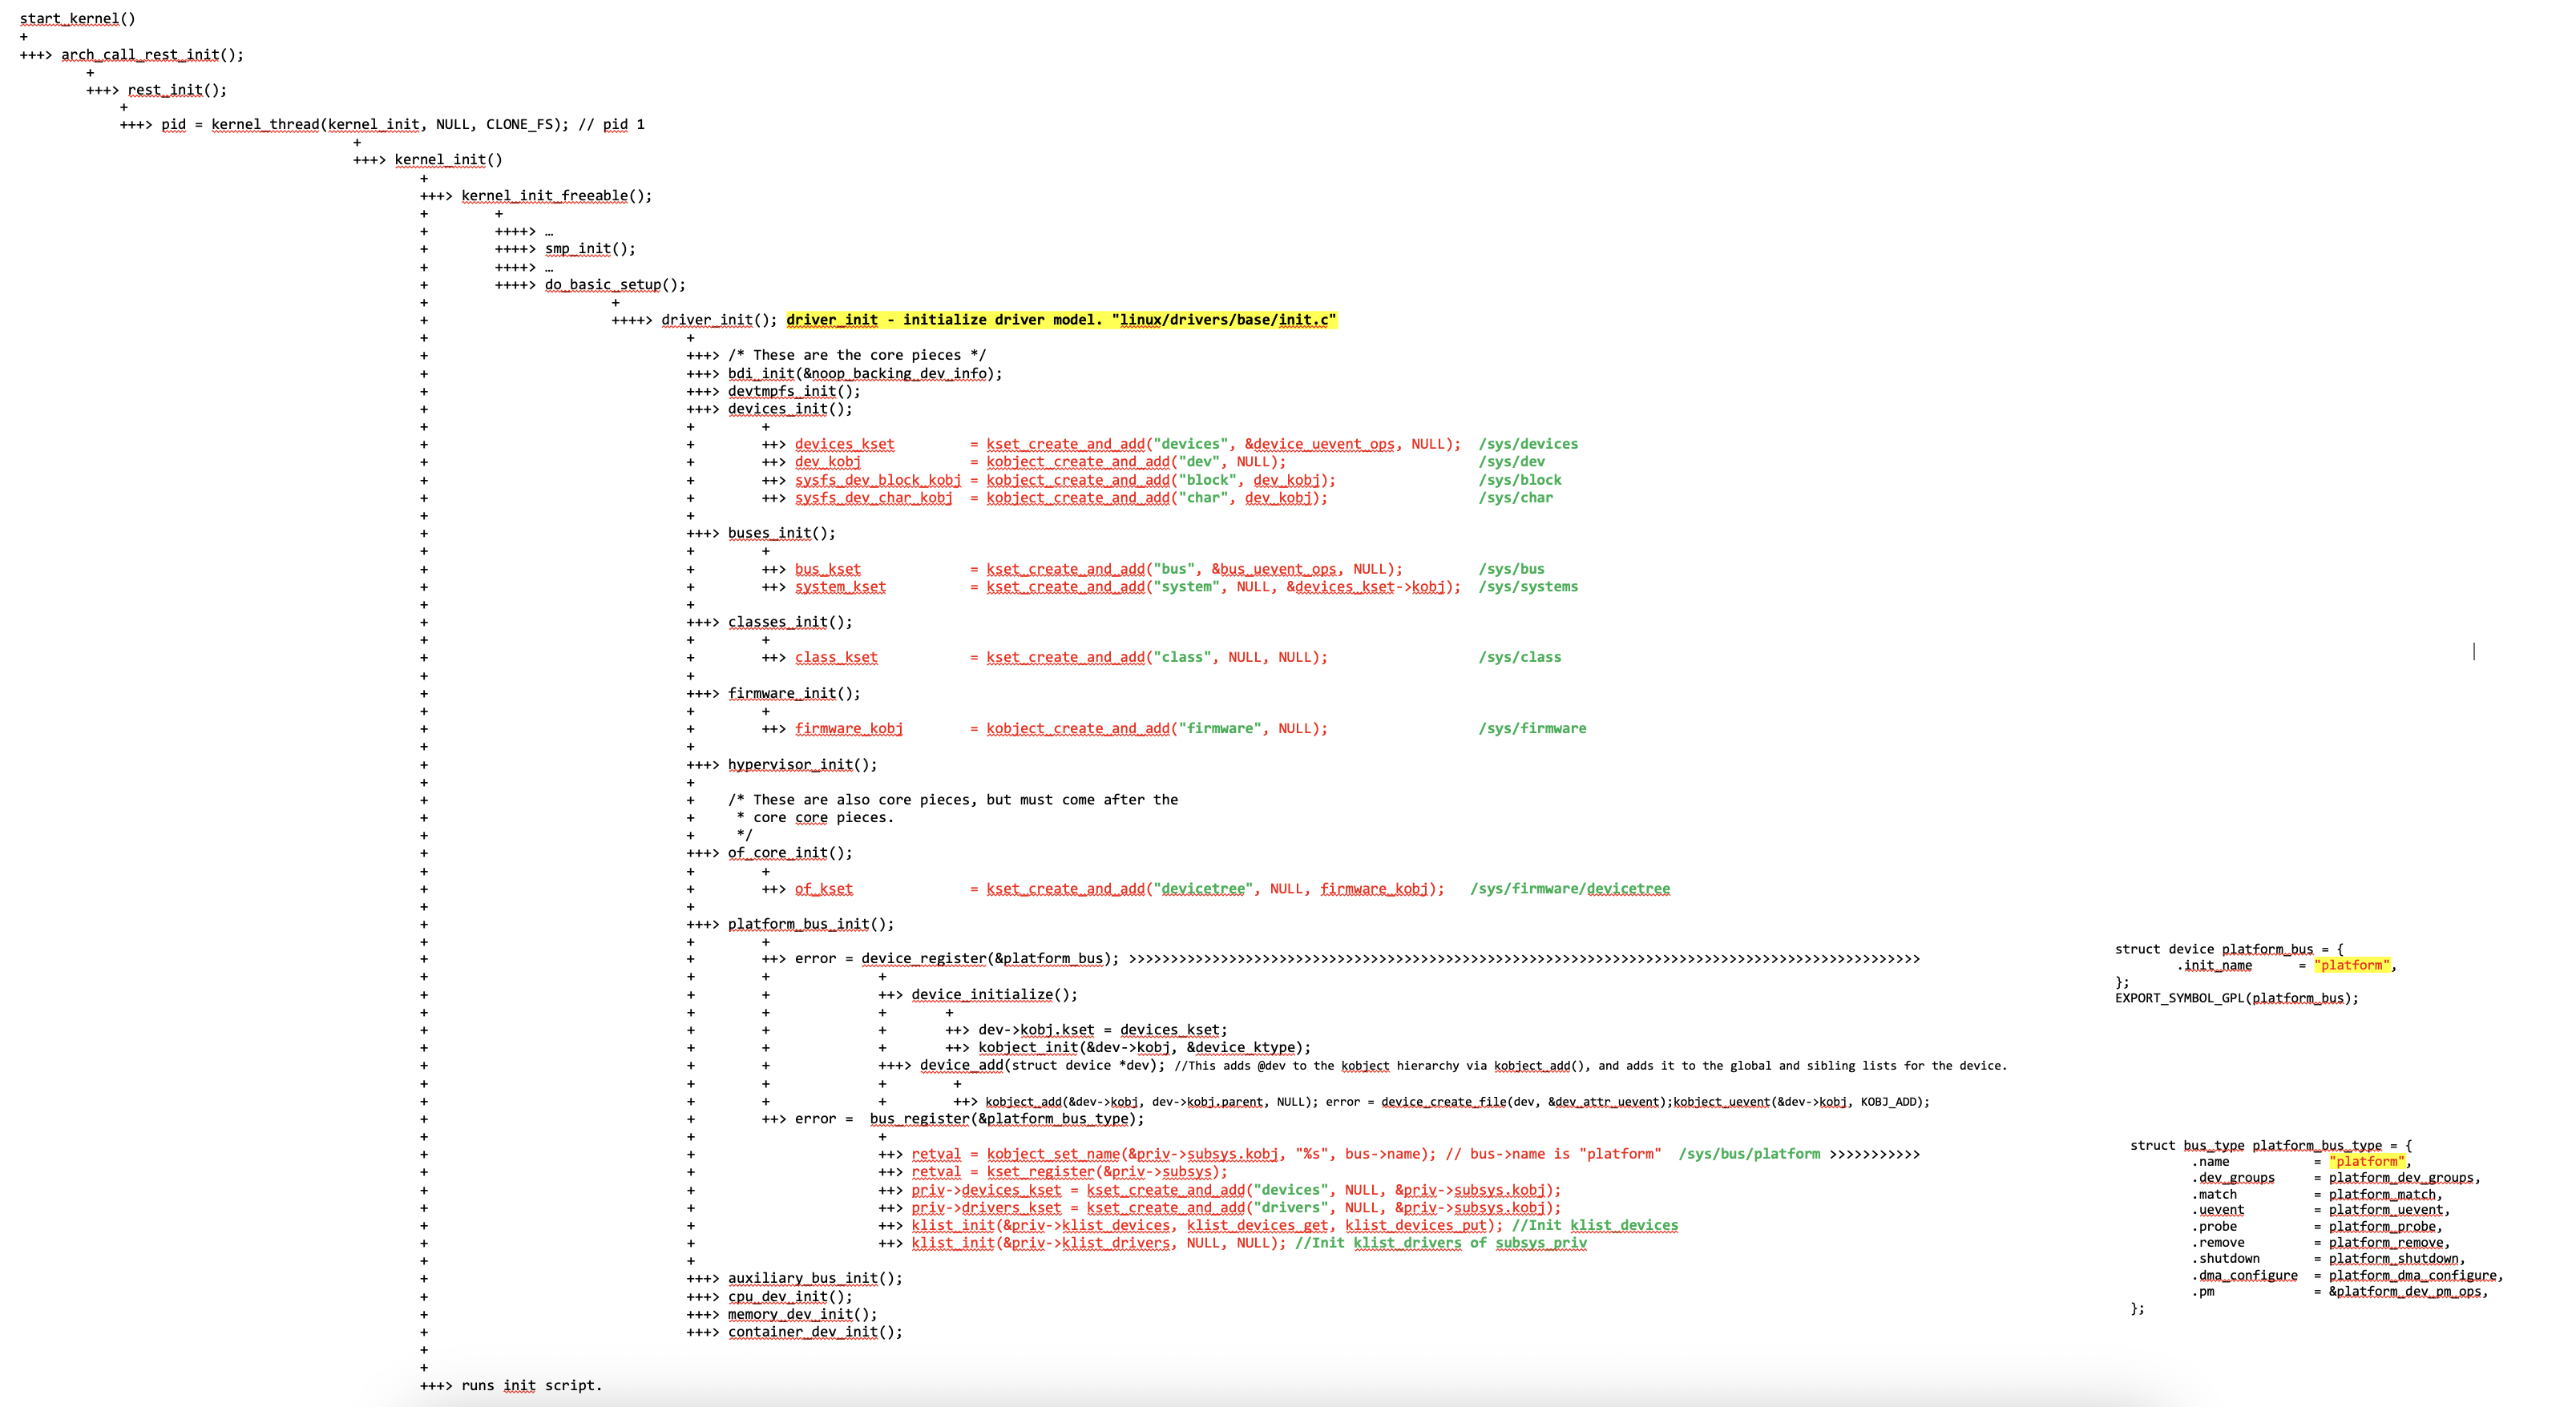 start_kernel()
+
+++> arch_call_rest_init();
+
+++> rest_init();
+
+++> pid = kernel_thread(kernel_init, NULL, CLONE_FS); // pid 1
+
+++> kernel_init()
+
+++> kernel_init_freeable();
+ +
+ ++++> …
+ ++++> smp_init();
+ ++++> …
+ ++++> do_basic_setup();
+ +
+ ++++> driver_init(); driver_init - initialize driver model. "linux/drivers/base/init.c"
+ +
+ +++> /* These are the core pieces */
+ +++> bdi_init(&noop_backing_dev_info);
+ +++> devtmpfs_init();
+ +++> devices_init();
+ + +
+ + ++> devices_kset = kset_create_and_add("devices", &device_uevent_ops, NULL); /sys/devices
+ + ++> dev_kobj = kobject_create_and_add("dev", NULL); /sys/dev
+ + ++> sysfs_dev_block_kobj = kobject_create_and_add("block", dev_kobj); /sys/block
+ + ++> sysfs_dev_char_kobj = kobject_create_and_add("char", dev_kobj); /sys/char
+ +
+ +++> buses_init();
+ + +
+ + ++> bus_kset = kset_create_and_add("bus", &bus_uevent_ops, NULL); /sys/bus
+ + ++> system_kset = kset_create_and_add("system", NULL, &devices_kset->kobj); /sys/systems
+ +
+ +++> classes_init();
+ + +
+ + ++> class_kset = kset_create_and_add("class", NULL, NULL); /sys/class
+ +
+ +++> firmware_init();
+ + +
+ + ++> firmware_kobj = kobject_create_and_add("firmware", NULL); /sys/firmware
+ +
+ +++> hypervisor_init();
+ +
+ + /* These are also core pieces, but must come after the
+ + * core core pieces.
+ + */
+ +++> of_core_init();
+ + +
+ + ++> of_kset = kset_create_and_add("devicetree", NULL, firmware_kobj); /sys/firmware/devicetree
+ +
+ +++> platform_bus_init();
+ + +
+ + ++> error = device_register(&platform_bus); >>>>>>>>>>>>>>>>>>>>>>>>>>>>>>>>>>>>>>>>>>>>>>>>>>>>>>>>>>>>>>>>>>>>>>>>>>>>>>>>>>>>>>>>>>>>>>>
+ + + +
+ + + ++> device_initialize();
+ + + + +
+ + + + ++> dev->kobj.kset = devices_kset;
+ + + + ++> kobject_init(&dev->kobj, &device_ktype);
+ + + +++> device_add(struct device *dev); //This adds @dev to the kobject hierarchy via kobject_add(), and adds it to the global and sibling lists for the device.
+ + + + +
+ + + + ++> kobject_add(&dev->kobj, dev->kobj.parent, NULL); error = device_create_file(dev, &dev_attr_uevent);kobject_uevent(&dev->kobj, KOBJ_ADD);
+ + ++> error = bus_register(&platform_bus_type);
+ + +
+ + ++> retval = kobject_set_name(&priv->subsys.kobj, "%s", bus->name); // bus->name is "platform" /sys/bus/platform >>>>>>>>>>>
+ + ++> retval = kset_register(&priv->subsys);
+ + ++> priv->devices_kset = kset_create_and_add("devices", NULL, &priv->subsys.kobj);
+ + ++> priv->drivers_kset = kset_create_and_add("drivers", NULL, &priv->subsys.kobj);
+ + ++> klist_init(&priv->klist_devices, klist_devices_get, klist_devices_put); //Init klist_devices
+ + ++> klist_init(&priv->klist_drivers, NULL, NULL); //Init klist_drivers of subsys_priv
+ +
+ +++> auxiliary_bus_init();
+ +++> cpu_dev_init();
+ +++> memory_dev_init();
+ +++> container_dev_init();
+
+
+++> runs init script.
struct device platform_bus = {
.init_name = "platform",
};
EXPORT_SYMBOL_GPL(platform_bus);
struct bus_type platform_bus_type = {
.name = "platform",
.dev_groups = platform_dev_groups,
.match = platform_match,
.uevent = platform_uevent,
.probe = platform_probe,
.remove = platform_remove,
.shutdown = platform_shutdown,
.dma_configure = platform_dma_configure,
.pm = &platform_dev_pm_ops,
};